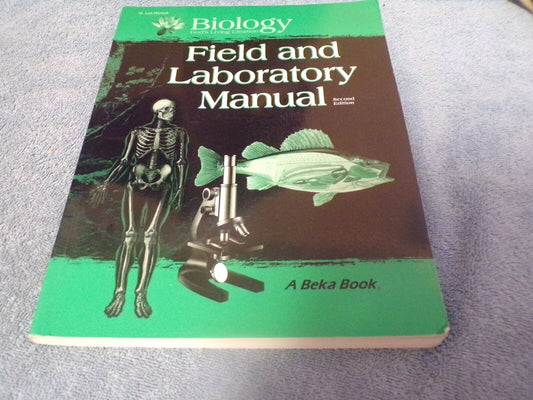 Biology
God's Living Creation
Field and
Laboratory
Manual
Second
Edition
A Beka Book